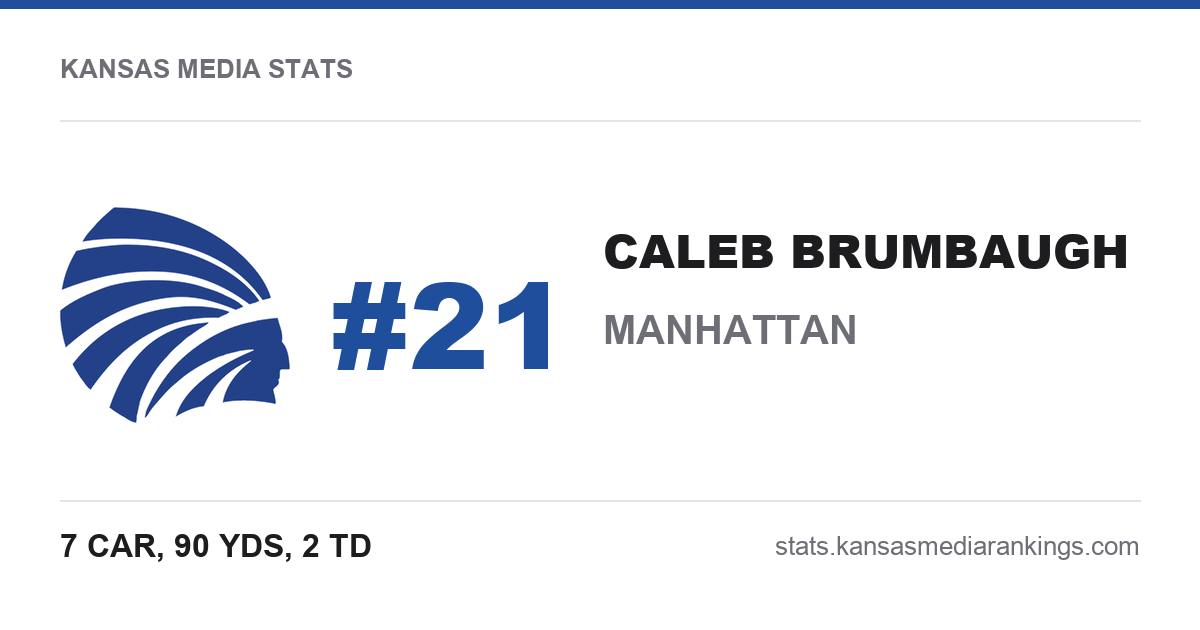 KANSAS MEDIA STATS
#21
CALEB BRUMBAUGH
MANHATTAN
7 CAR, 90 YDS, 2 TD
stats.kansasmediarankings.com